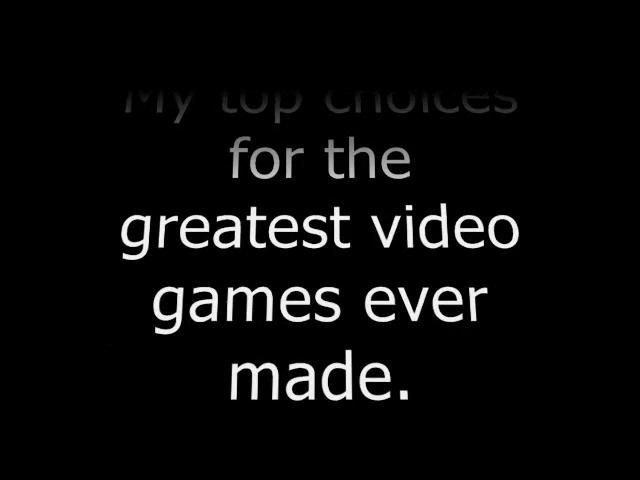 My top choices
for the
greatest video
games ever
made.